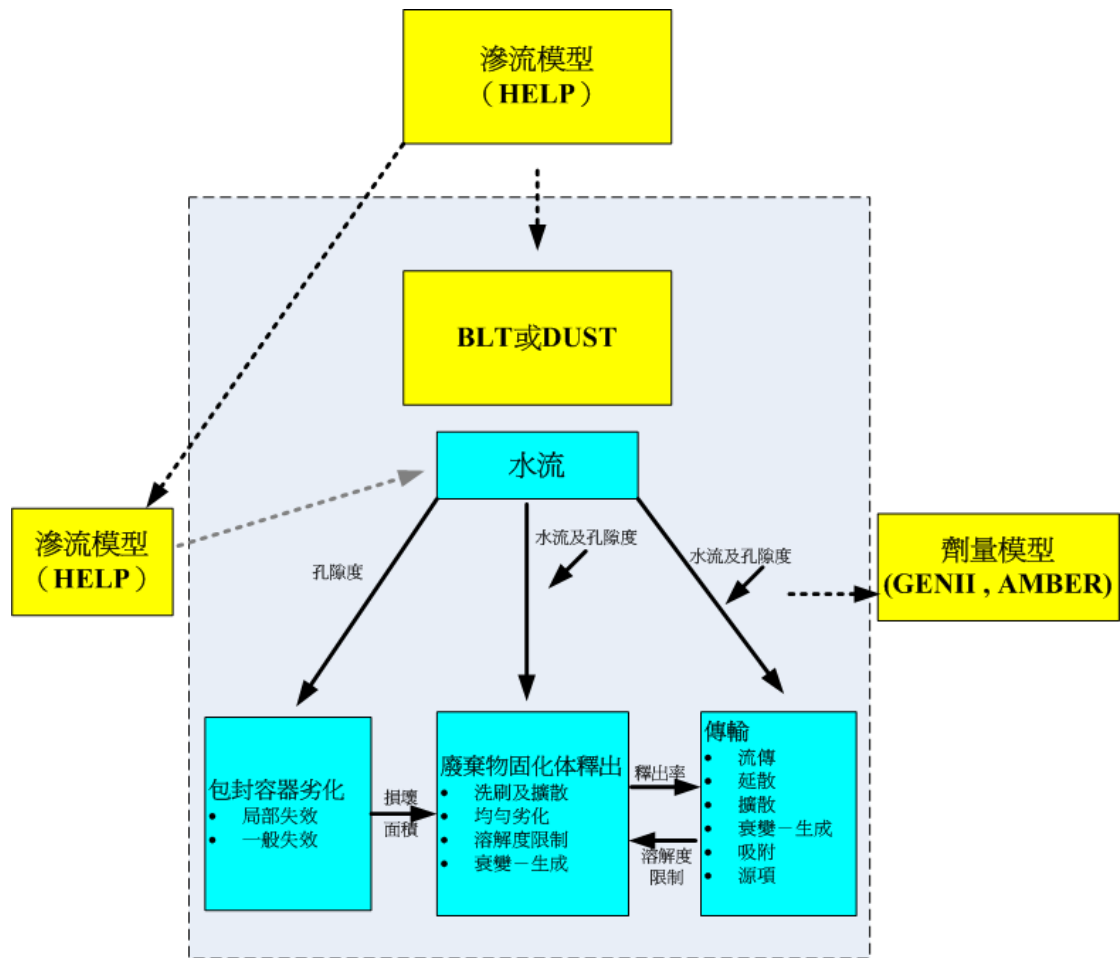 滲流模型
（HELP）
BLT或DUST
水流
滲流模型
（HELP）
孔隙度
水流及孔隙度
水流及孔隙度
劑量模型
(GENII , AMBER)
包封容器劣化
• 局部失效
• 一般失效
損壞
面積
廢棄物固化体釋出
• 洗刷及擴散
• 均勻劣化
• 溶解度限制
• 衰變－生成
釋出率
溶解度
限制
傳輸
• 流傳
• 延散
• 擴散
• 衰變－生成
• 吸附
• 源項